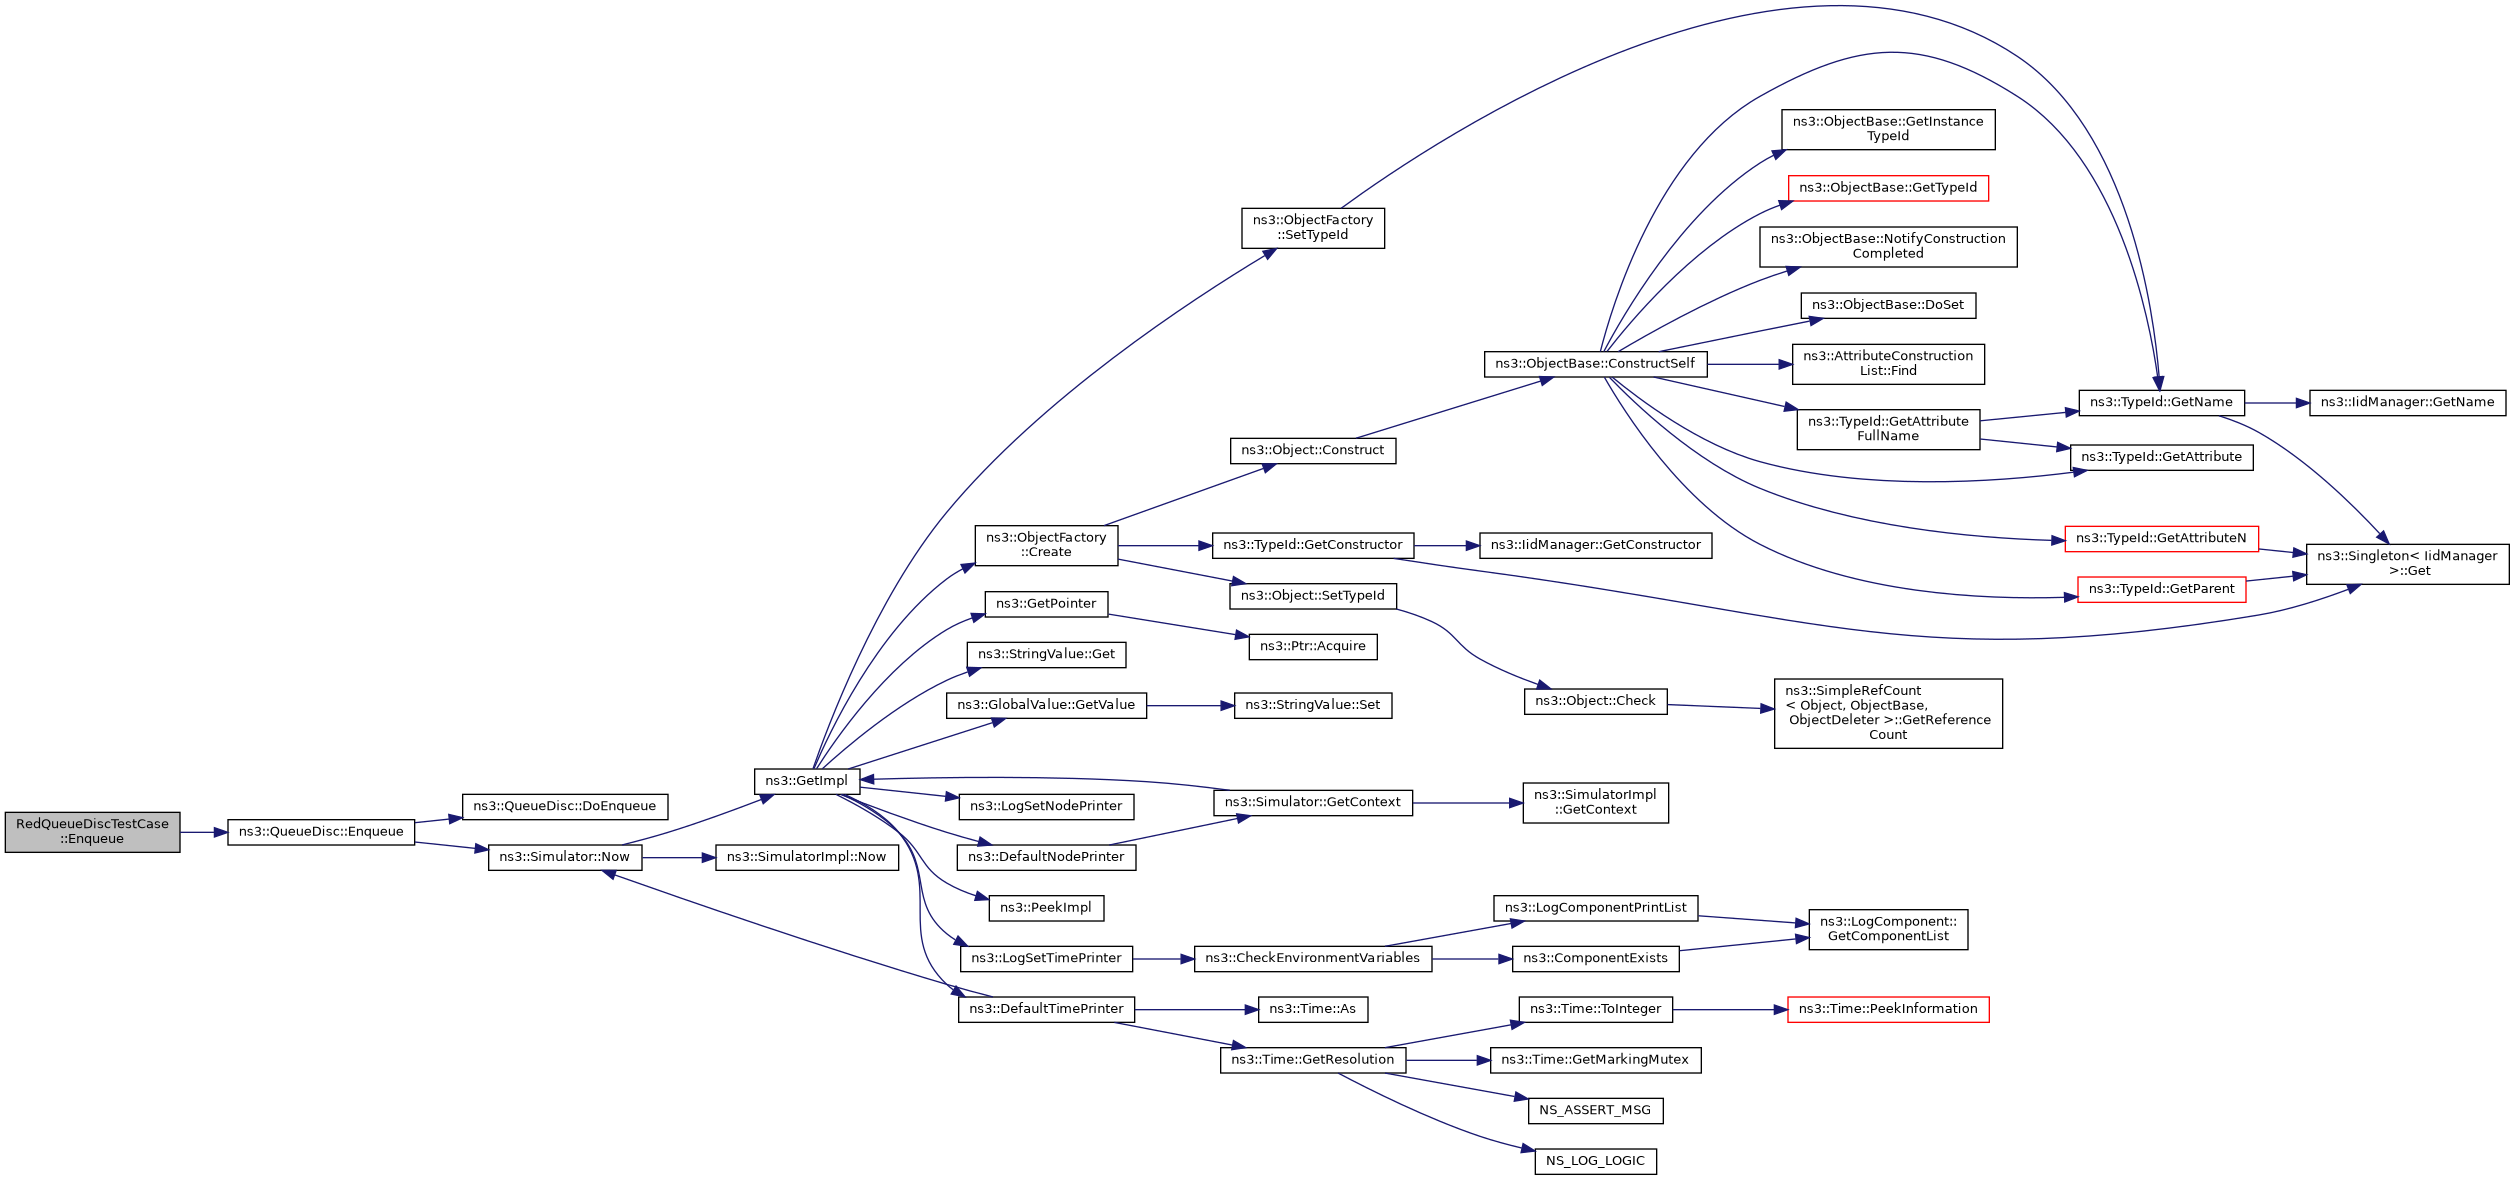 RedQueueDiscTestCase
::Enqueue
ns3::QueueDisc::Enqueue
ns3::QueueDisc::DoEnqueue
ns3::Simulator::Now
ns3::GetImpl
ns3::SimulatorImpl::Now
ns3::ObjectFactory
::SetTypeId
ns3::ObjectFactory
::Create
ns3::GetPointer
ns3::StringValue::Get
ns3::GlobalValue::GetValue
ns3::LogSetNodePrinter
ns3::DefaultNodePrinter
ns3::PeekImpl
ns3::LogSetTimePrinter
ns3::DefaultTimePrinter
ns3::Object::Construct
ns3::TypeId::GetConstructor
ns3::Object::SetTypeId
ns3::Ptr::Acquire
ns3::StringValue::Set
ns3::Simulator::GetContext
ns3::CheckEnvironmentVariables
ns3::Time::As
ns3::Time::GetResolution
ns3::ObjectBase::ConstructSelf
ns3::IidManager::GetConstructor
ns3::Object::Check
ns3::SimulatorImpl
::GetContext
ns3::LogComponentPrintList
ns3::ComponentExists
ns3::Time::ToInteger
ns3::Time::GetMarkingMutex
NS_ASSERT_MSG
NS_LOG_LOGIC
ns3::ObjectBase::GetInstance
TypeId
ns3::ObjectBase::GetTypeId
ns3::ObjectBase::NotifyConstruction
Completed
ns3::ObjectBase::DoSet
ns3::AttributeConstruction
List::Find
ns3::TypeId::GetAttribute
FullName
ns3::SimpleRefCount
< Object, ObjectBase,
ObjectDeleter >::GetReference
Count
ns3::LogComponent::
GetComponentList
ns3::Time::PeekInformation
ns3::TypeId::GetName
ns3::TypeId::GetAttribute
ns3::TypeId::GetAttributeN
ns3::TypeId::GetParent
ns3::IidManager::GetName
ns3::Singleton< IidManager
>::Get